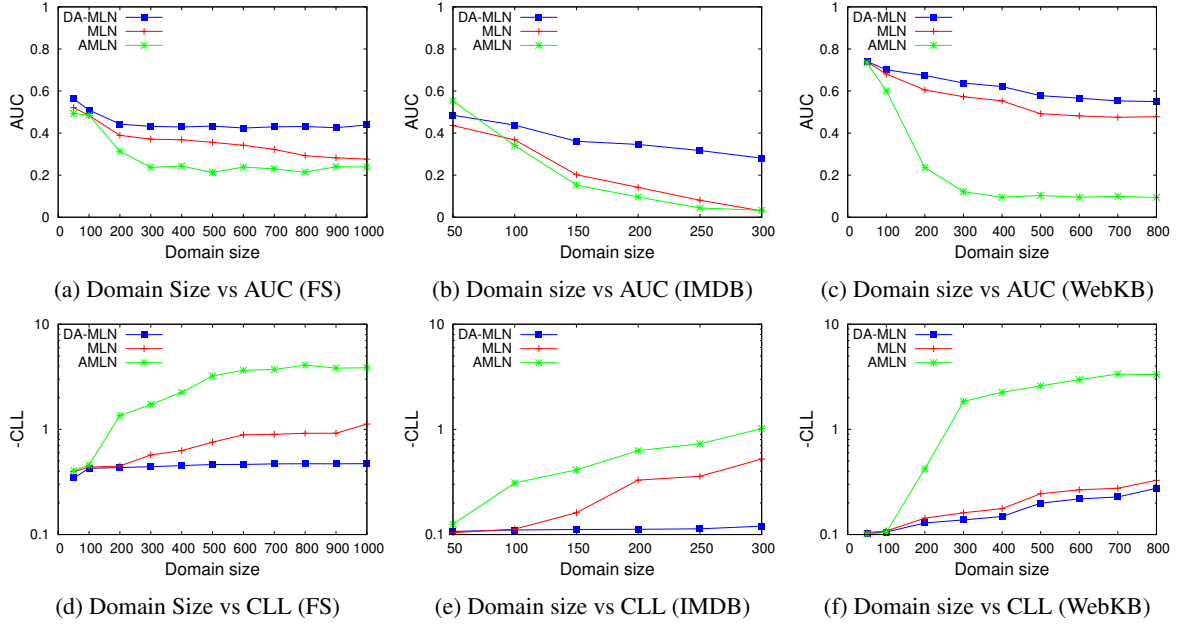 1
0.8
0.6
0.4
0.2
0
AUC
DA-MLN
MLN
AMLN
0 100 200 300 400 500 600 700 800 900 1000
Domain size
(a) Domain Size vs AUC (FS)
1
0.8
0.6
0.4
0.2
0
AUC
DA-MLN
MLN
AMLN
50 100 150 200 250 300
Domain size
(b) Domain size vs AUC (IMDB)
1
0.8
0.6
0.4
0.2
0
AUC
DA-MLN
MLN
AMLN
0 100 200 300 400 500 600 700 800
Domain size
(c) Domain size vs AUC (WebKB)
10
1
0.1
-CLL
DA-MLN
MLN
AMLN
0 100 200 300 400 500 600 700 800 900 1000
Domain size
(d) Domain Size vs CLL (FS)
10
1
0.1
-CLL
DA-MLN
MLN
AMLN
50 100 150 200 250 300
Domain size
(e) Domain size vs CLL (IMDB)
10
1
0.1
-CLL
DA-MLN
MLN
AMLN
0 100 200 300 400 500 600 700 800
Domain size
(f) Domain size vs CLL (WebKB)